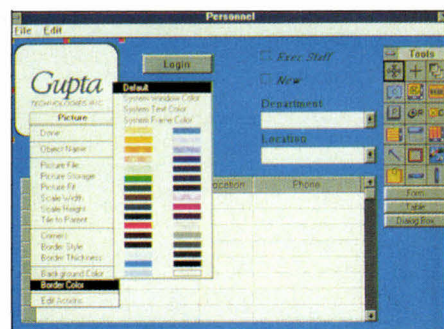 Personnel
File Edit
Login
Exec Staff
New
Gupta
TECHNOLOGIES INC
Department
Location
Picture
Done
Object Name
Picture File
Picture Storage
Picture Fit
Scale Width
Scale Height
Tile to Parent
Corners
Border Style
Border Thickness
Background Color
Border Color
Edit Actions
Default
System Window Color
System Text Color
System Frame Color
Location
Phone
Tools
Form
Table
Dialog Box